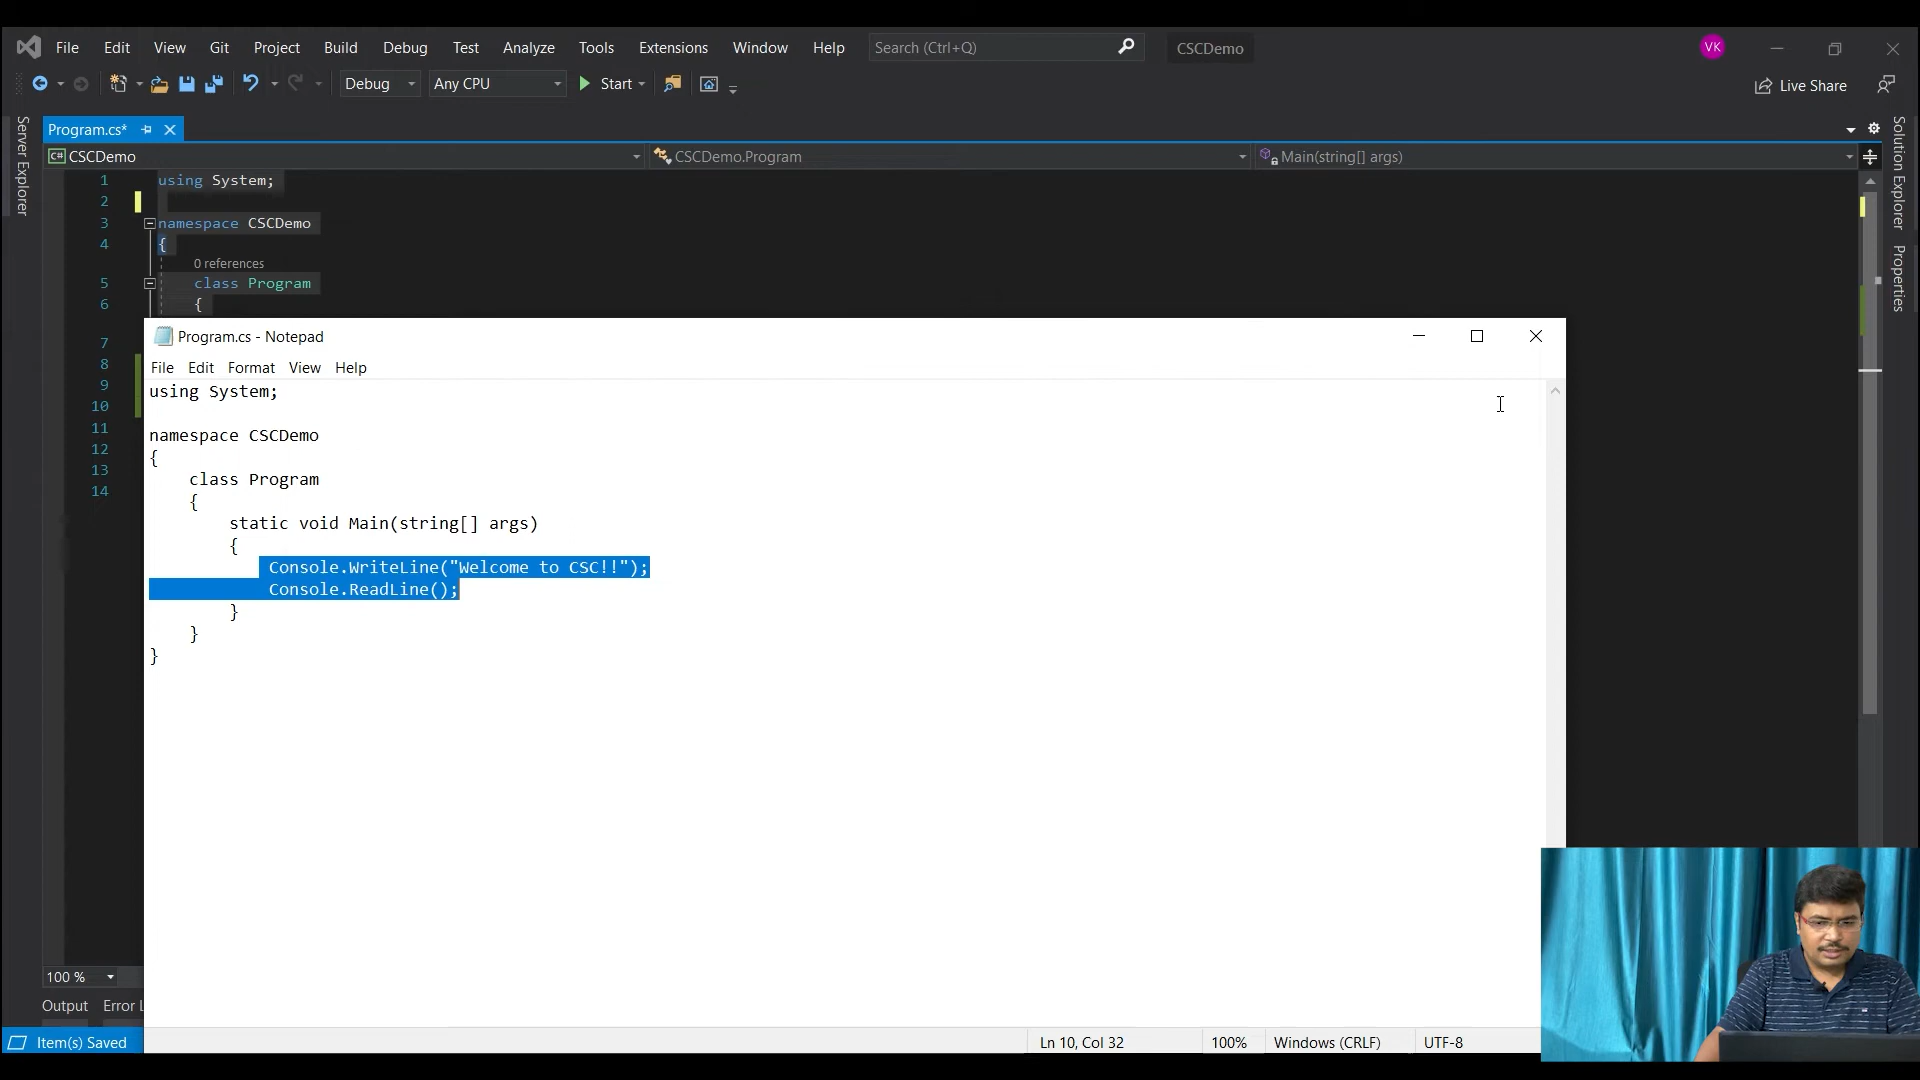 File Edit View Git Project Build Debug Test Analyze Tools Extensions Window Help Search (Ctrl+Q) CSCDemo VK
Debug Any CPU Start Live Share
Server Explorer
Program.cs*
C# CSCDemo CSCDemo.Program Main(string[] args)
1 using System;
2
3 namespace CSCDemo
4 {
0 references
5 class Program
6 {
7
8
9
10
11
12
13
14
Program.cs - Notepad
File Edit Format View Help
using System;
namespace CSCDemo
{
class Program
{
static void Main(string[] args)
{
Console.WriteLine("Welcome to CSC!!");
Console.ReadLine();
}
}
}
Ln 10, Col 32 100% Windows (CRLF) UTF-8
100 %
Output Error
Item(s) Saved
Solution Explorer
Properties